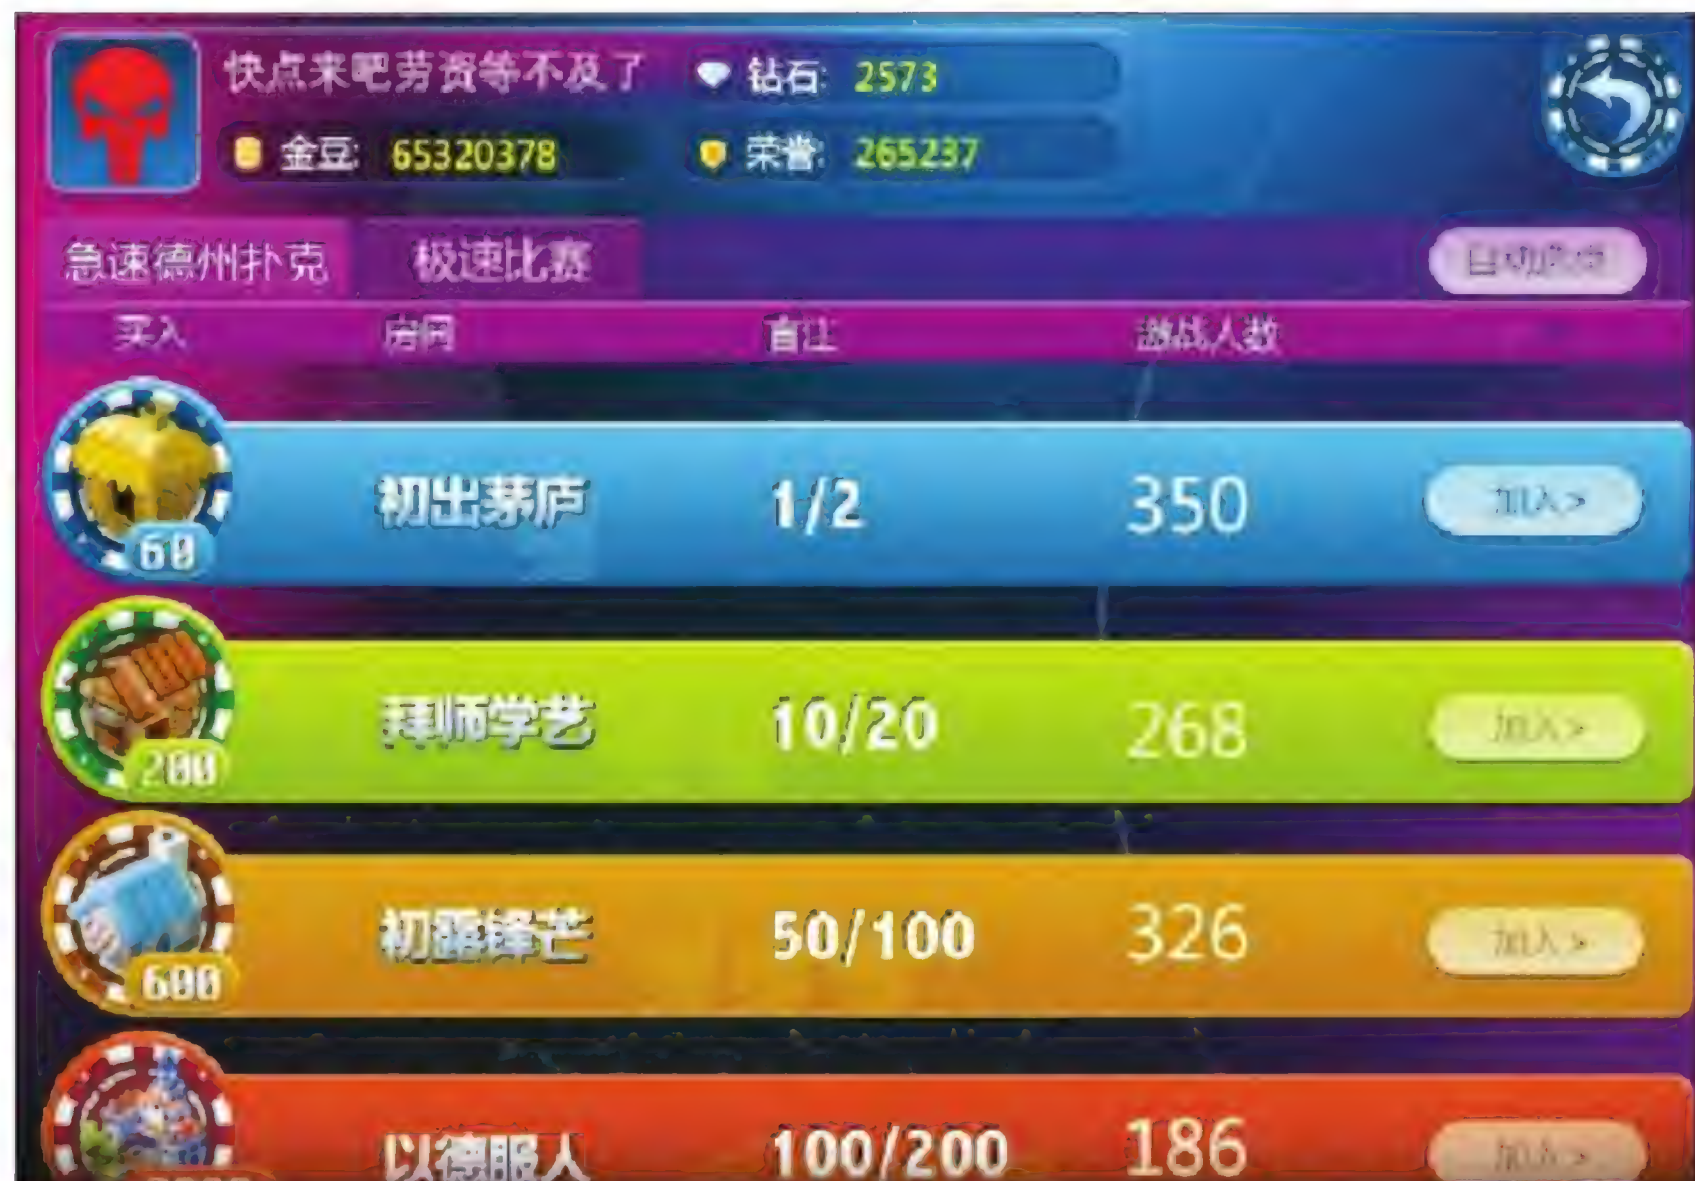 快点来吧劳资等不及了 钻石: 2573
金豆: 65320378 荣誉: 265237
急速德州扑克 极速比赛
买入 房间 盲注 激战人数
60 初出茅庐 1/2 350 加入 >
200 拜师学艺 10/20 268 加入 >
600 初露锋芒 50/100 326 加入 >
以德服人 100/200 186 加入 >